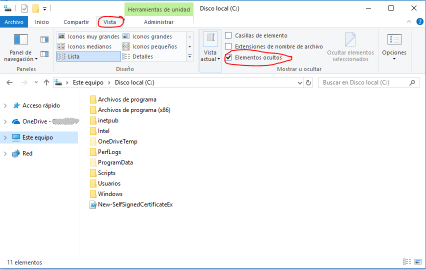 Herramientas de unidad
Disco local (C:)
Archivo Inicio Compartir Vista Administrar
Panel de navegación
Paneles
Iconos muy grandes
Iconos grandes
Iconos medianos
Iconos pequeños
Lista
Detalles
Diseño
Vista actual
Casillas de elemento
Extensiones de nombre de archivo
Elementos ocultos
Ocultar elementos seleccionados
Mostrar u ocultar
Opciones
Este equipo > Disco local (C:)
Buscar en Disco local (C:)
Acceso rápido
OneDrive -
Este equipo
Red
Archivos de programa
Archivos de programa (x86)
inetpub
Intel
OneDriveTemp
PerfLogs
ProgramData
Scripts
Usuarios
Windows
New-SelfSignedCertificateEx
11 elementos